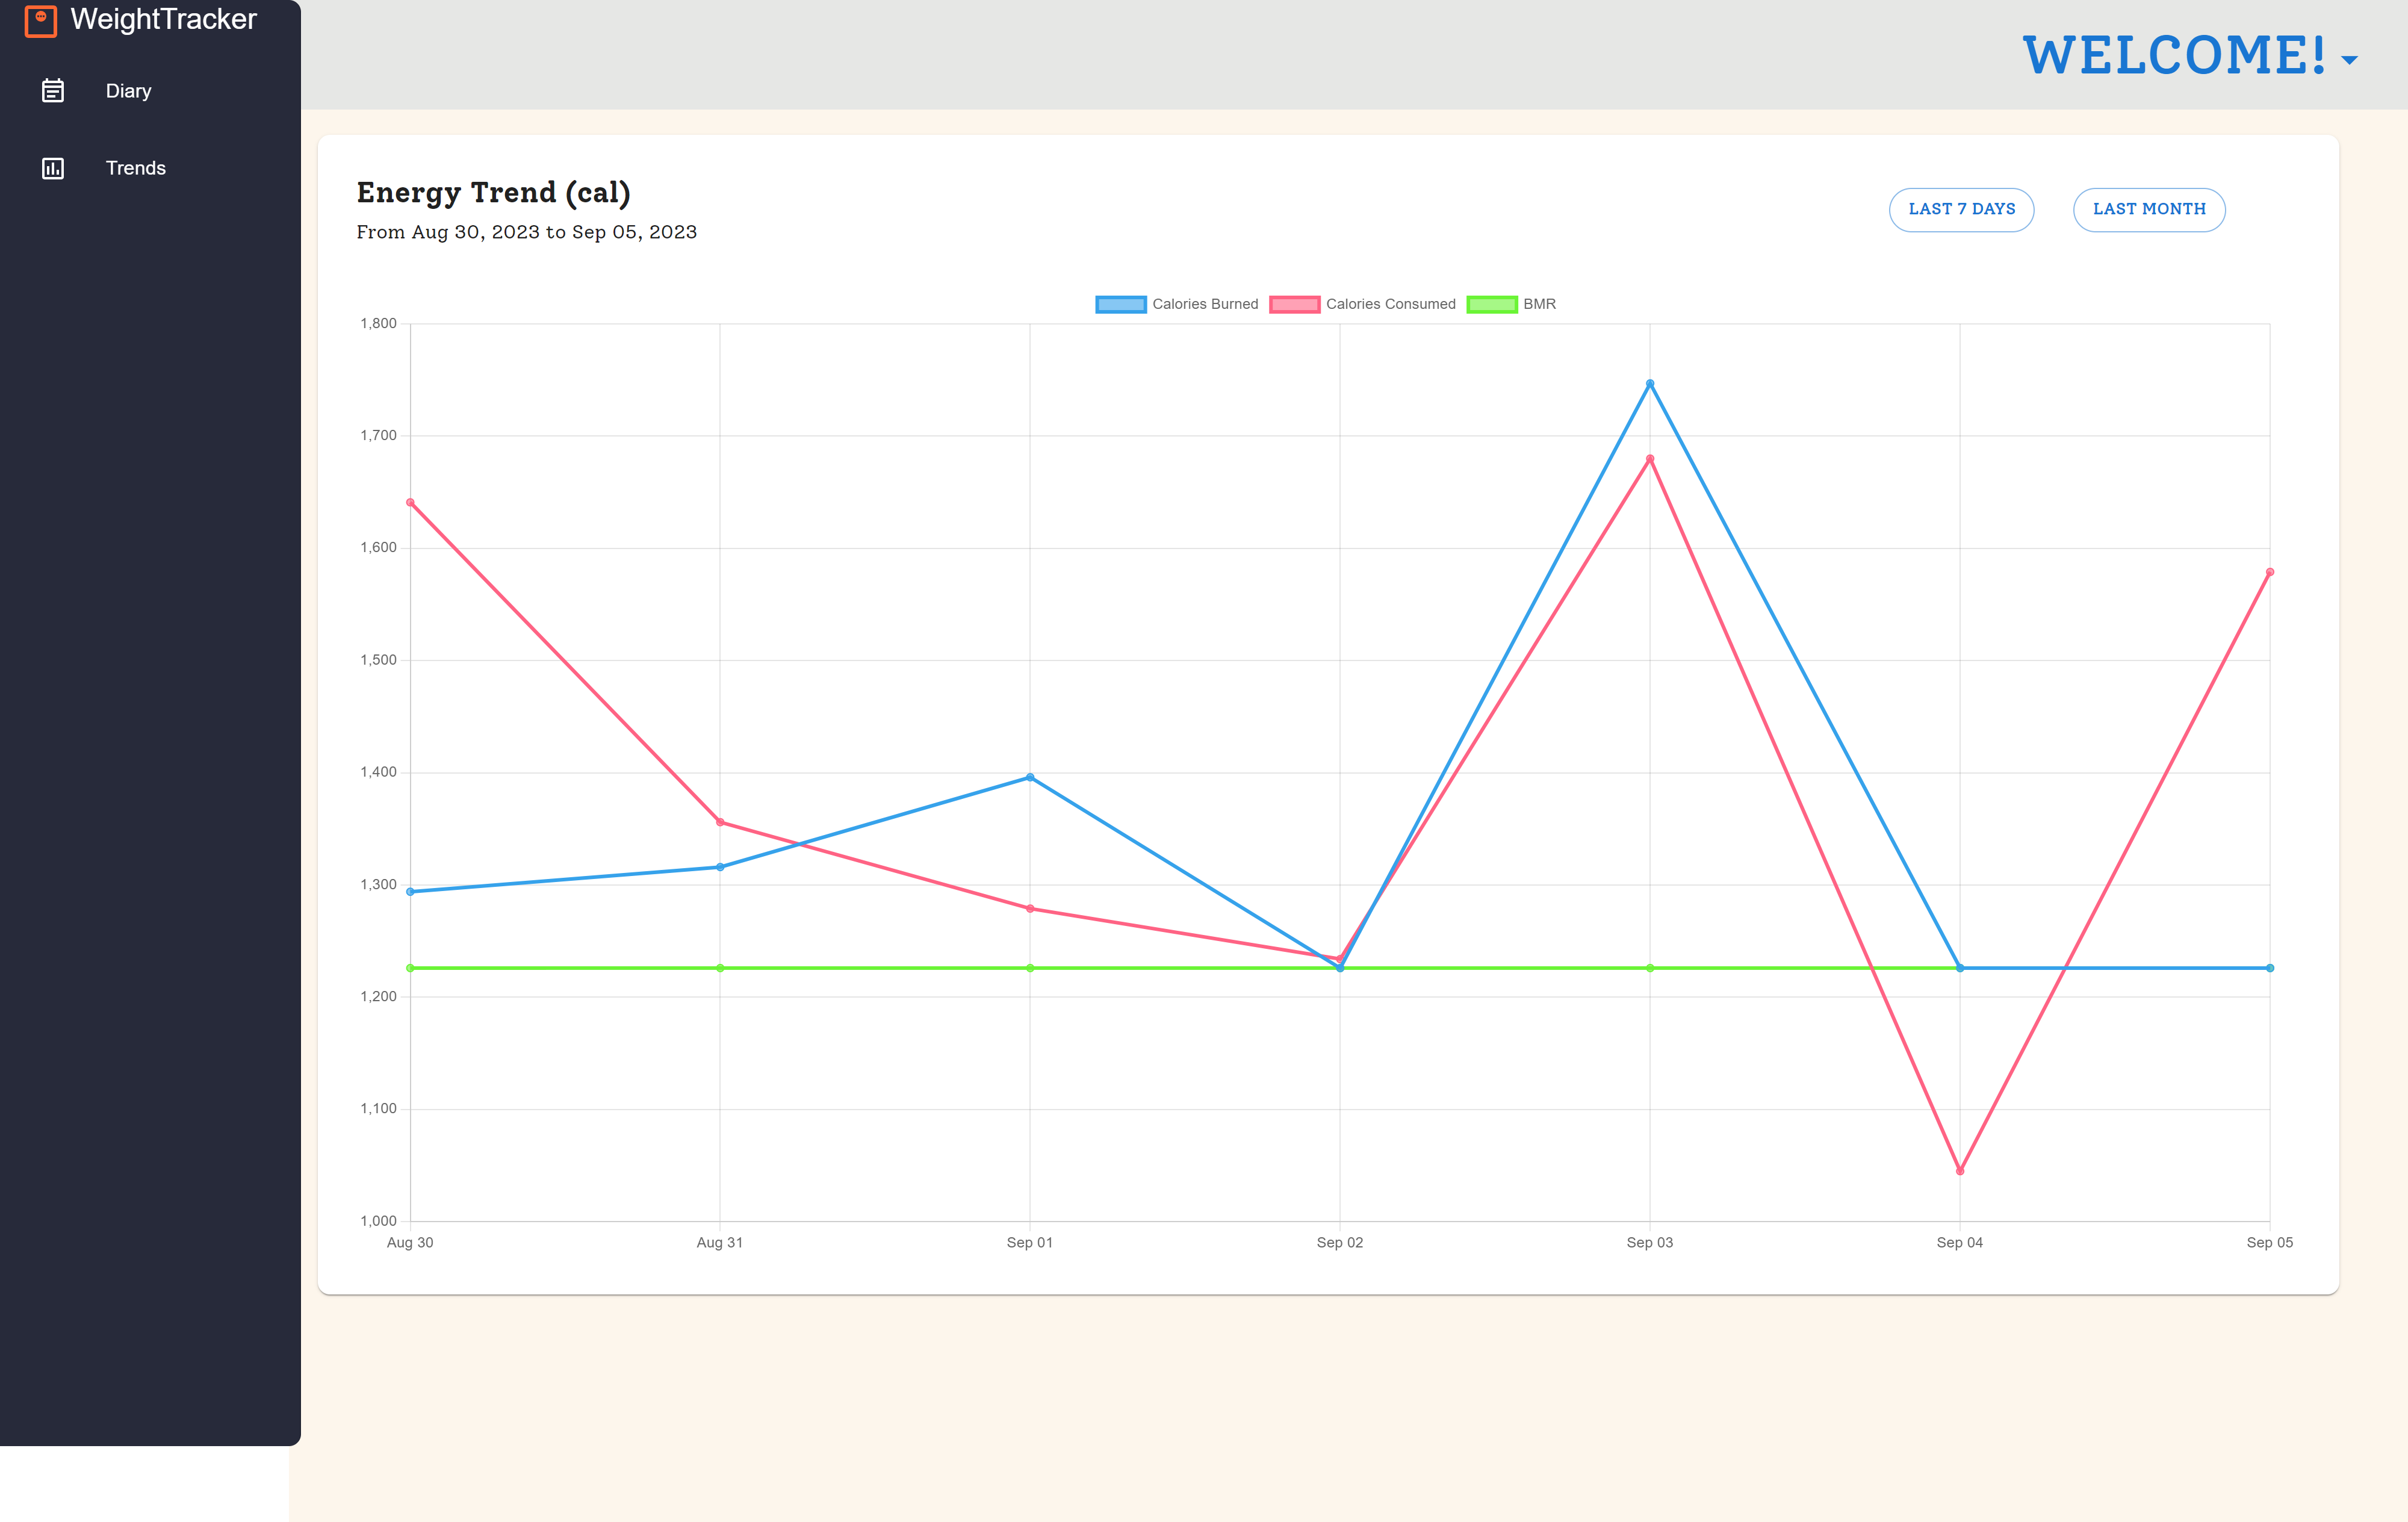 WeightTracker
Diary
Trends
WELCOME!
Energy Trend (cal)
From Aug 30, 2023 to Sep 05, 2023
LAST 7 DAYS LAST MONTH
Calories Burned Calories Consumed BMR
1,800
1,700
1,600
1,500
1,400
1,300
1,200
1,100
1,000
Aug 30 Aug 31 Sep 01 Sep 02 Sep 03 Sep 04 Sep 05